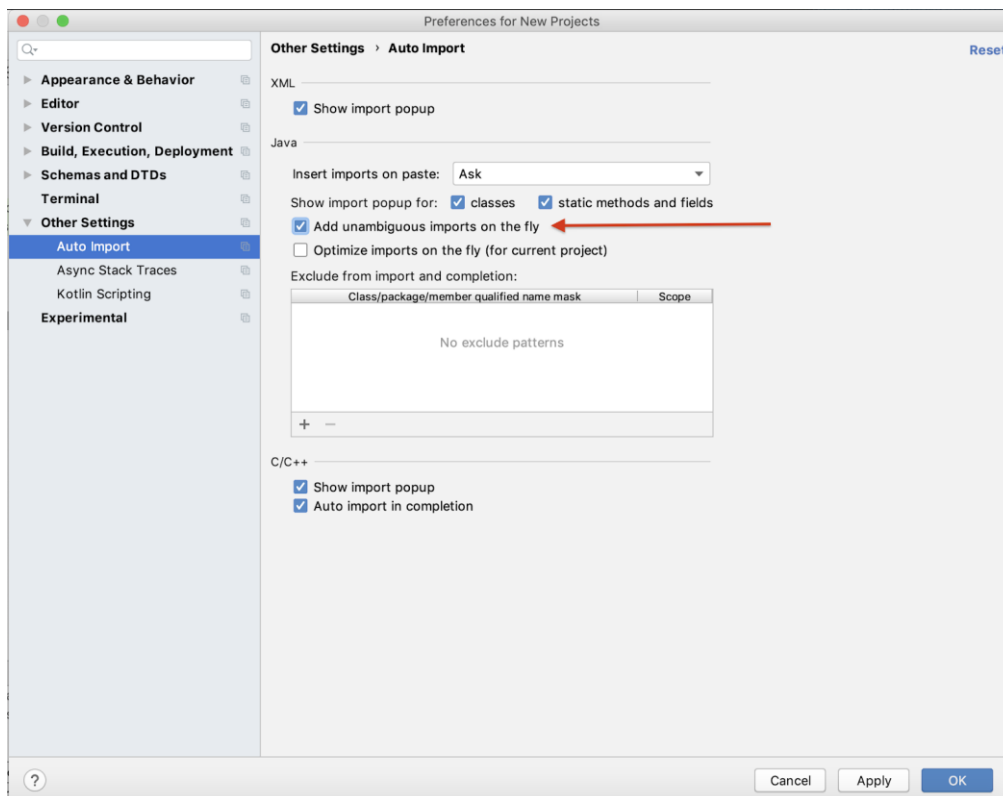 Preferences for New Projects
Appearance & Behavior
Editor
Version Control
Build, Execution, Deployment
Schemas and DTDs
Terminal
Other Settings
Auto Import
Async Stack Traces
Kotlin Scripting
Experimental
Other Settings › Auto Import
Reset
XML
Show import popup
Java
Insert imports on paste: Ask
Show import popup for: classes static methods and fields
Add unambiguous imports on the fly
Optimize imports on the fly (for current project)
Exclude from import and completion:
Class/package/member qualified name mask Scope
No exclude patterns
C/C++
Show import popup
Auto import in completion
? Cancel Apply OK